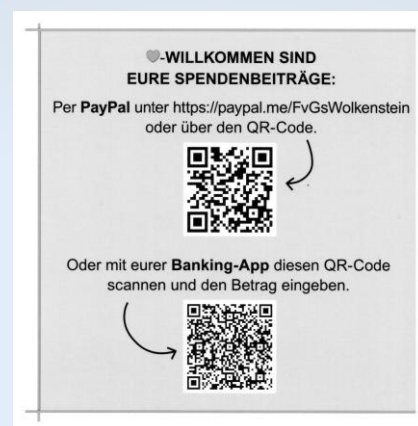 🩶-WILLKOMMEN SIND
EURE SPENDENBEITRÄGE:
Per PayPal unter https://paypal.me/FvGsWolkenstein
oder über den QR-Code.
Oder mit eurer Banking-App diesen QR-Code
scannen und den Betrag eingeben.